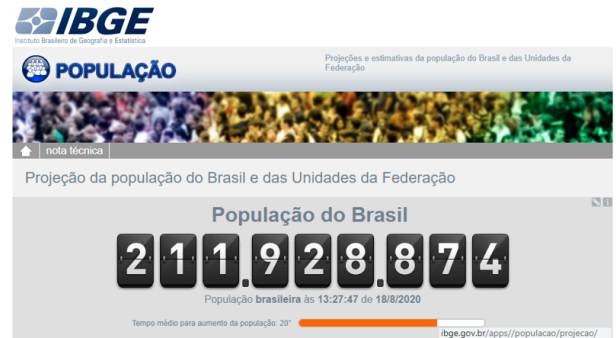 IBGE
Instituto Brasileiro de Geografia e Estatística
POPULAÇÃO
Projeções e estimativas da população do Brasil e das Unidades da
Federação
nota técnica
Projeção da população do Brasil e das Unidades da Federação
População do Brasil
211.928.874
População brasileira às 13:27:47 de 18/8/2020
Tempo médio para aumento da população: 20"
ibge.gov.br/apps//populacao/projecao/